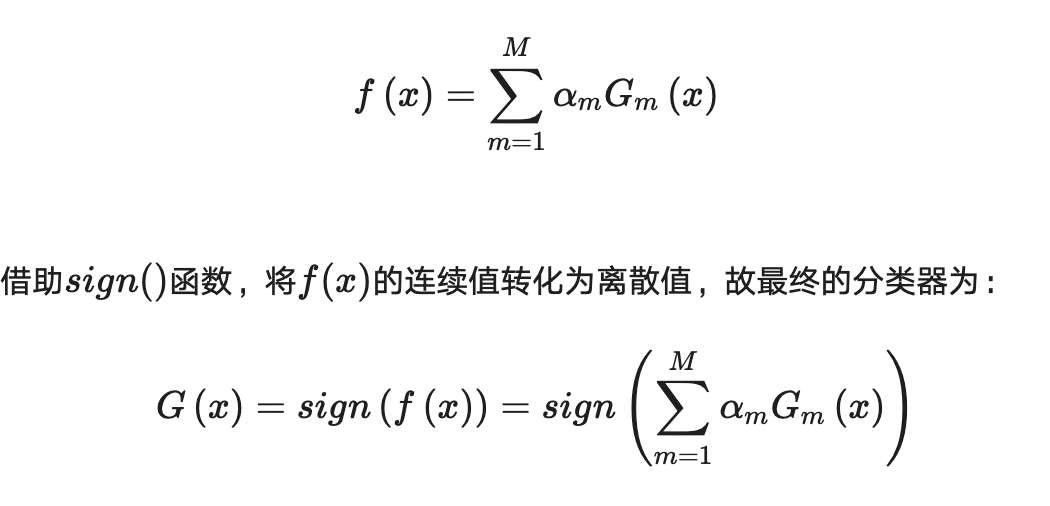 f(x) = \sum_{m=1}^{M} α_m G_m(x)
借助sign()函数，将f(x)的连续值转化为离散值，故最终的分类器为：
G(x) = sign(f(x)) = sign\left(\sum_{m=1}^{M} α_m G_m(x)\right)